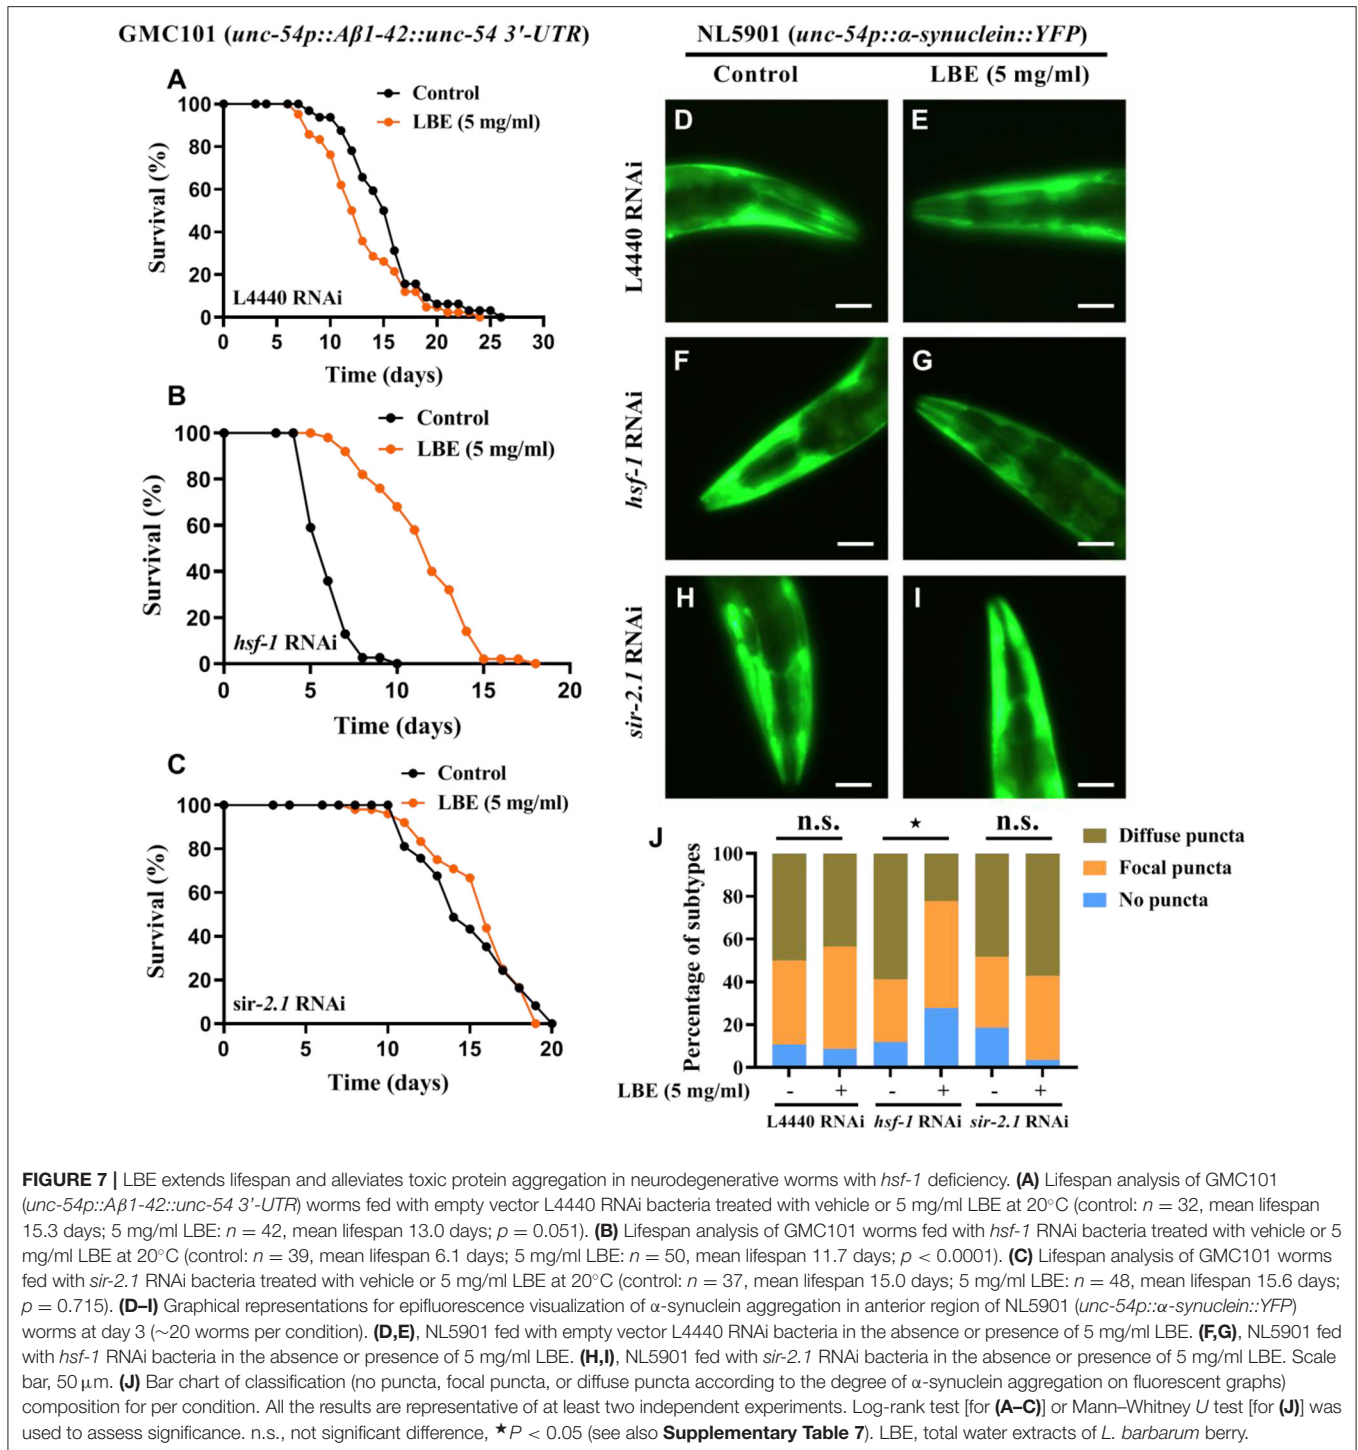 GMC101 (unc-54p::Aβ1-42::unc-54 3'-UTR)
NL5901 (unc-54p::α-synuclein::YFP)
Control
LBE (5 mg/ml)
A
Control
LBE (5 mg/ml)
Survival (%)
100
80
60
40
20
0
L4440 RNAi
0 5 10 15 20 25 30
Time (days)
B
Control
LBE (5 mg/ml)
Survival (%)
100
80
60
40
20
0
hsf-1 RNAi
0 5 10 15 20
Time (days)
C
Control
LBE (5 mg/ml)
Survival (%)
100
80
60
40
20
0
sir-2.1 RNAi
0 5 10 15 20
Time (days)
L4440 RNAi
D
E
hsf-1 RNAi
F
G
sir-2.1 RNAi
H
I
J
n.s.
★
n.s.
Diffuse puncta
Focal puncta
No puncta
Percentage of subtypes
100
80
60
40
20
0
LBE (5 mg/ml) - + - + - +
L4440 RNAi hsf-1 RNAi sir-2.1 RNAi
FIGURE 7 | LBE extends lifespan and alleviates toxic protein aggregation in neurodegenerative worms with hsf-1 deficiency. (A) Lifespan analysis of GMC101
(unc-54p::Aβ1-42::unc-54 3'-UTR) worms fed with empty vector L4440 RNAi bacteria treated with vehicle or 5 mg/ml LBE at 20°C (control: n = 32, mean lifespan
15.3 days; 5 mg/ml LBE: n = 42, mean lifespan 13.0 days; p = 0.051). (B) Lifespan analysis of GMC101 worms fed with hsf-1 RNAi bacteria treated with vehicle or 5
mg/ml LBE at 20°C (control: n = 39, mean lifespan 6.1 days; 5 mg/ml LBE: n = 50, mean lifespan 11.7 days; p < 0.0001). (C) Lifespan analysis of GMC101 worms
fed with sir-2.1 RNAi bacteria treated with vehicle or 5 mg/ml LBE at 20°C (control: n = 37, mean lifespan 15.0 days; 5 mg/ml LBE: n = 48, mean lifespan 15.6 days;
p = 0.715). (D–I) Graphical representations for epifluorescence visualization of α-synuclein aggregation in anterior region of NL5901 (unc-54p::α-synuclein::YFP)
worms at day 3 (~20 worms per condition). (D,E), NL5901 fed with empty vector L4440 RNAi bacteria in the absence or presence of 5 mg/ml LBE. (F,G), NL5901 fed
with hsf-1 RNAi bacteria in the absence or presence of 5 mg/ml LBE. (H,I), NL5901 fed with sir-2.1 RNAi bacteria in the absence or presence of 5 mg/ml LBE. Scale
bar, 50 μm. (J) Bar chart of classification (no puncta, focal puncta, or diffuse puncta according to the degree of α-synuclein aggregation on fluorescent graphs)
composition for per condition. All the results are representative of at least two independent experiments. Log-rank test [for (A–C)] or Mann–Whitney U test [for (J)] was
used to assess significance. n.s., not significant difference, ★P < 0.05 (see also Supplementary Table 7). LBE, total water extracts of L. barbarum berry.